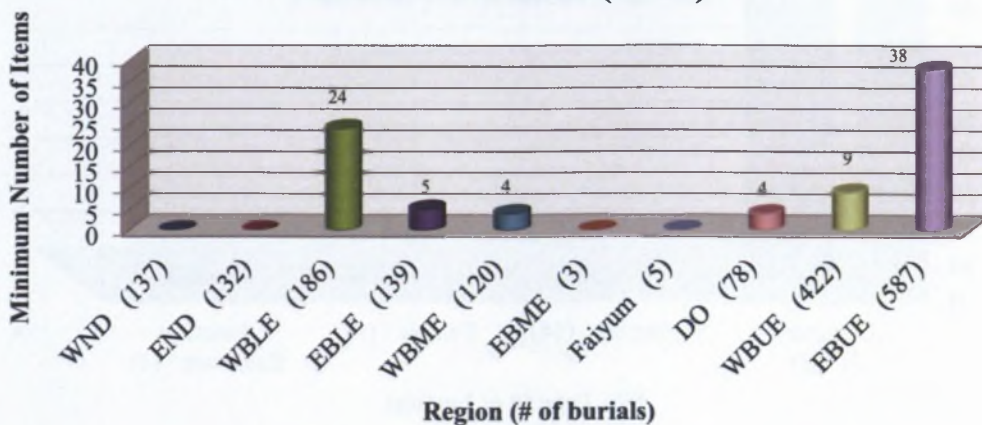 Minimum Number of Items
40
35
30
25
20
15
10
5
0
24
5
4
4
9
38
WND (137)
END (132)
WBLE (186)
EBLE (139)
WBME (120)
EBME (3)
Faiyum (5)
DO (78)
WBUE (422)
EBUE (587)
Region (# of burials)